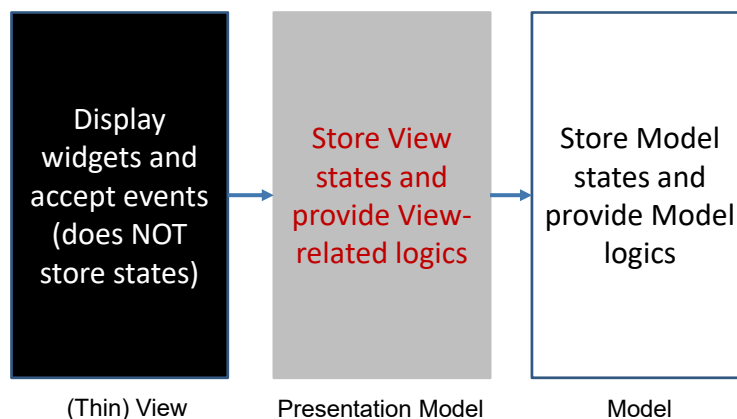 Display
widgets and
accept events
(does NOT
store states)
Store View
states and
provide View-
related logics
Store Model
states and
provide Model
logics
(Thin) View
Presentation Model
Model